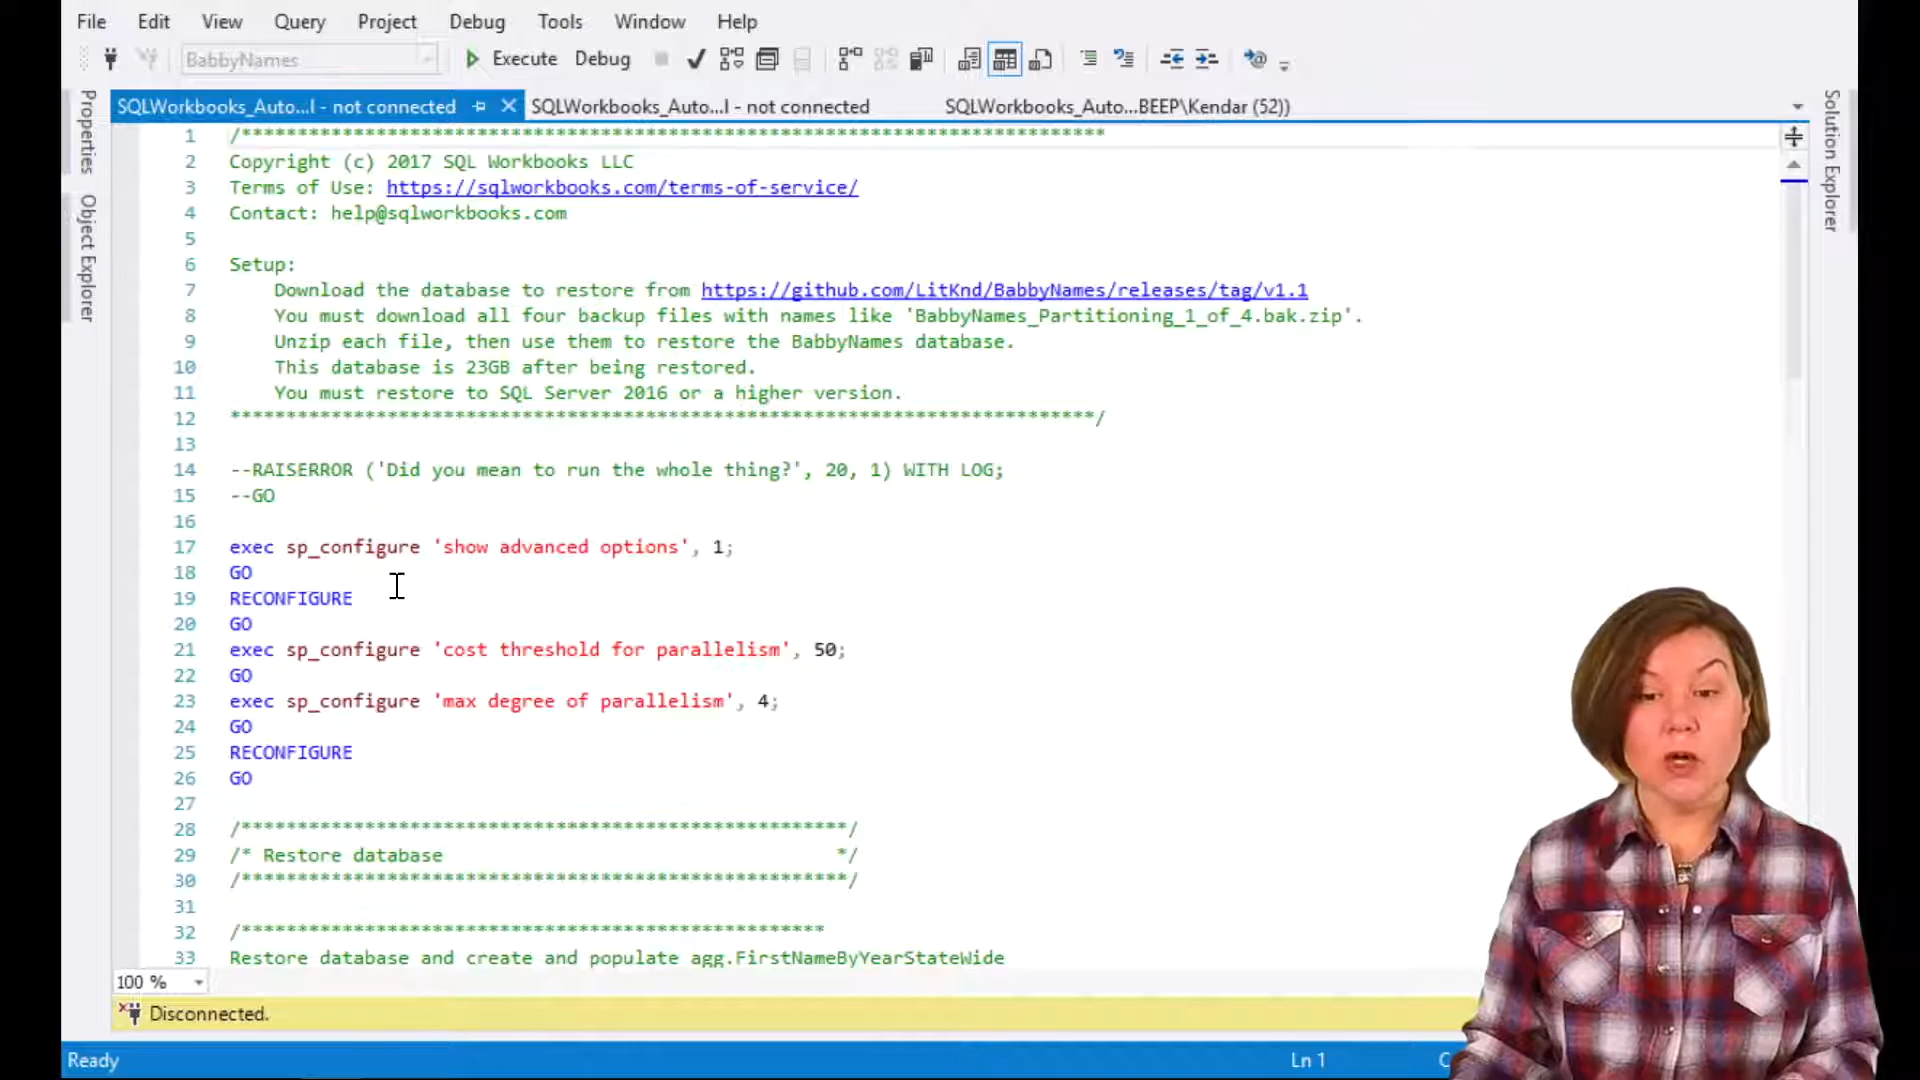 File Edit View Query Project Debug Tools Window Help
BabbyNames Execute Debug
SQLWorkbooks_Auto...l - not connected SQLWorkbooks_Auto...l - not connected SQLWorkbooks_Auto...BEEP\Kendar (52))
Properties
Object Explorer
Solution Explorer
1 /*****************************************************************************
2 Copyright (c) 2017 SQL Workbooks LLC
3 Terms of Use: https://sqlworkbooks.com/terms-of-service/
4 Contact: help@sqlworkbooks.com
5
6 Setup:
7 Download the database to restore from https://github.com/LitKnd/BabbyNames/releases/tag/v1.1
8 You must download all four backup files with names like 'BabbyNames_Partitioning_1_of_4.bak.zip'.
9 Unzip each file, then use them to restore the BabbyNames database.
10 This database is 23GB after being restored.
11 You must restore to SQL Server 2016 or a higher version.
12 *****************************************************************************/
13
14 --RAISERROR ('Did you mean to run the whole thing?', 20, 1) WITH LOG;
15 --GO
16
17 exec sp_configure 'show advanced options', 1;
18 GO
19 RECONFIGURE
20 GO
21 exec sp_configure 'cost threshold for parallelism', 50;
22 GO
23 exec sp_configure 'max degree of parallelism', 4;
24 GO
25 RECONFIGURE
26 GO
27
28 /******************************************************/
29 /* Restore database */
30 /******************************************************/
31
32 /****************************************************
33 Restore database and create and populate agg.FirstNameByYearStateWide
100 %
Disconnected.
Ready Ln 1